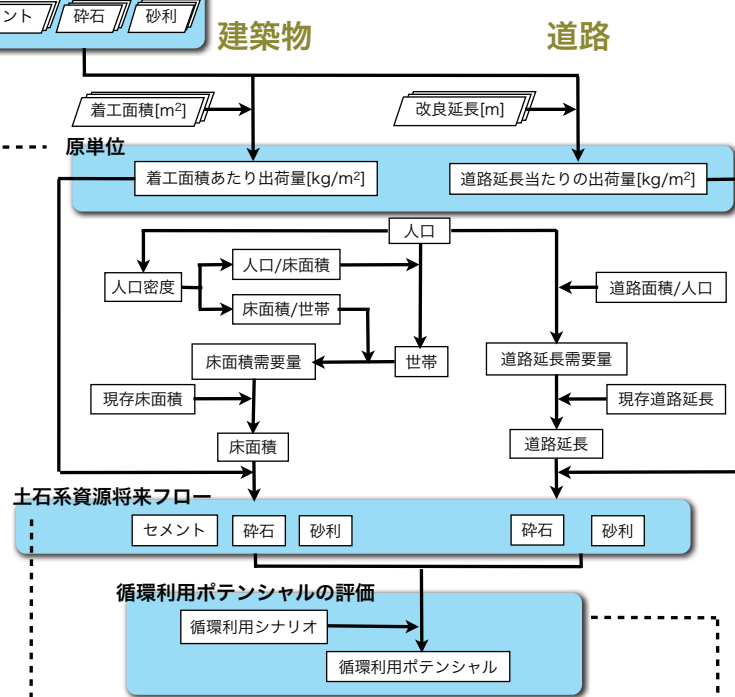 ント 砕石 砂利
建築物 道路
着工面積[m²] 改良延長[m]
原単位
着工面積あたり出荷量[kg/m²] 道路延長当たりの出荷量[kg/m²]
人口
人口/床面積
人口密度 道路面積/人口
床面積/世帯
床面積需要量 世帯 道路延長需要量
現存床面積 現存道路延長
床面積 道路延長
土石系資源将来フロー
セメント 砕石 砂利 砕石 砂利
循環利用ポテンシャルの評価
循環利用シナリオ
循環利用ポテンシャル